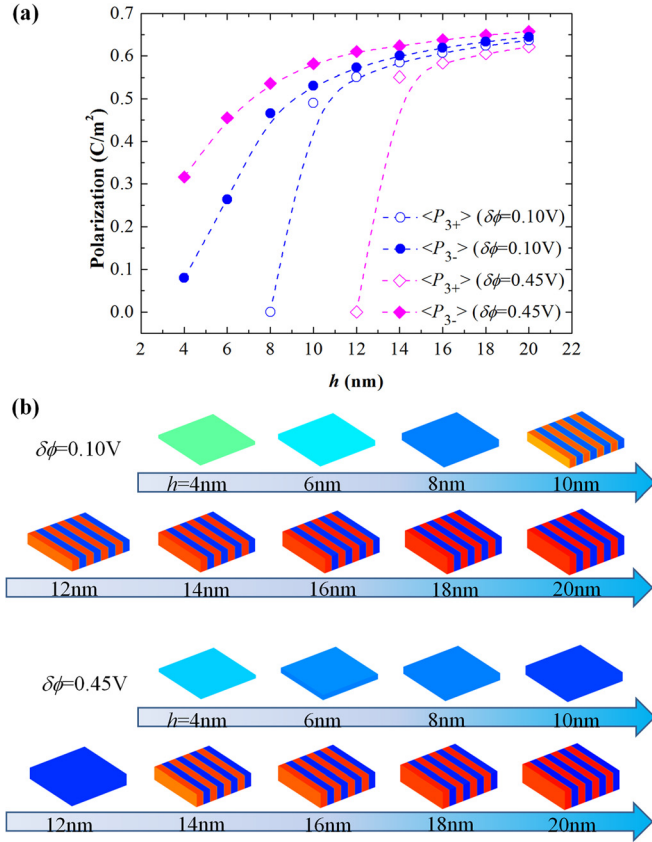 (a)
Polarization (C/m²)
0.7
0.6
0.5
0.4
0.3
0.2
0.1
0.0
<P3+> (δϕ=0.10V)
<P3-> (δϕ=0.10V)
<P3+> (δϕ=0.45V)
<P3-> (δϕ=0.45V)
2 4 6 8 10 12 14 16 18 20 22
h (nm)
(b)
δϕ=0.10V
h=4nm 6nm 8nm 10nm
12nm 14nm 16nm 18nm 20nm
δϕ=0.45V
h=4nm 6nm 8nm 10nm
12nm 14nm 16nm 18nm 20nm